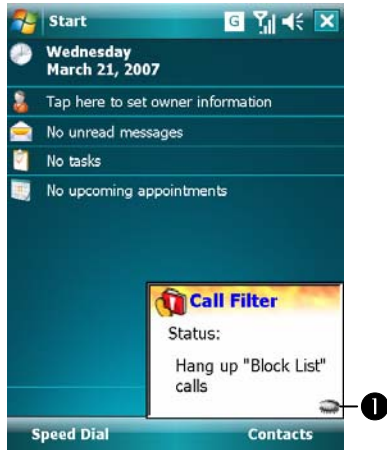 Start
G
Wednesday
March 21, 2007
Tap here to set owner information
No unread messages
No tasks
No upcoming appointments
Call Filter
Status:
Hang up "Block List"
calls
1
Speed Dial Contacts